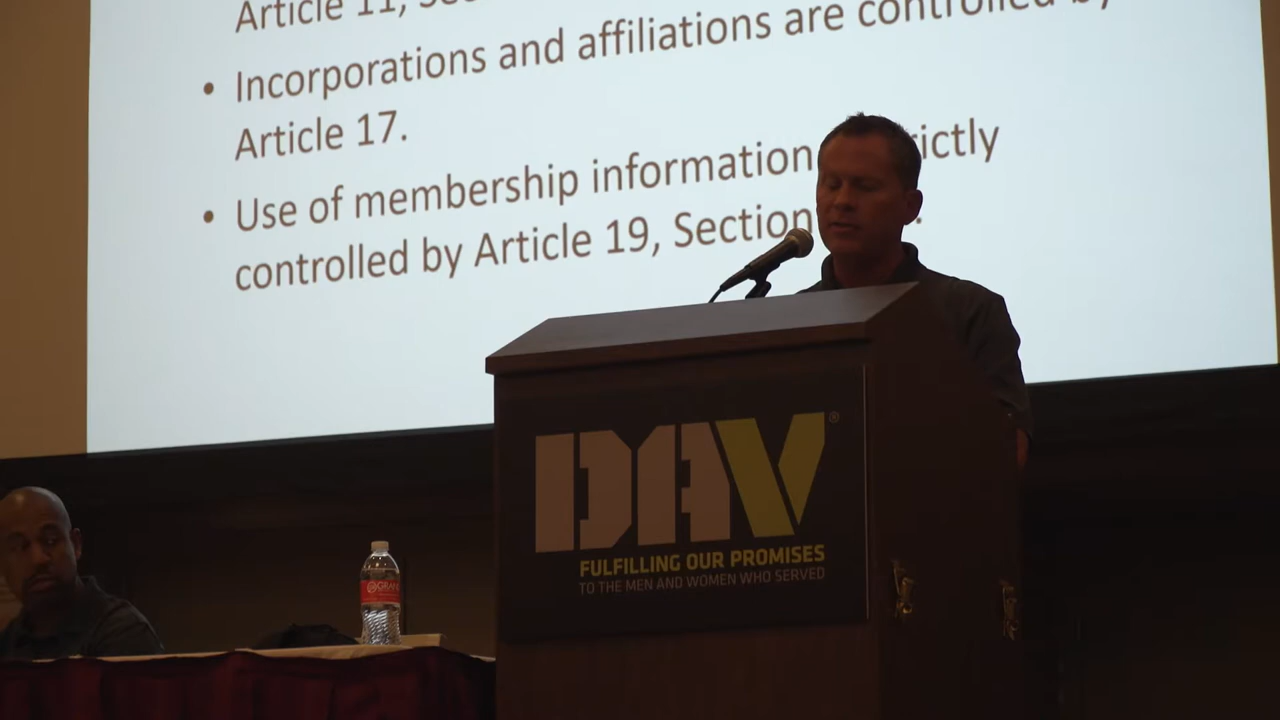 Article 11,
• Incorporations and affiliations are controlled by
Article 17.
• Use of membership information strictly
controlled by Article 19, Section
DAV®
FULFILLING OUR PROMISES
TO THE MEN AND WOMEN WHO SERVED